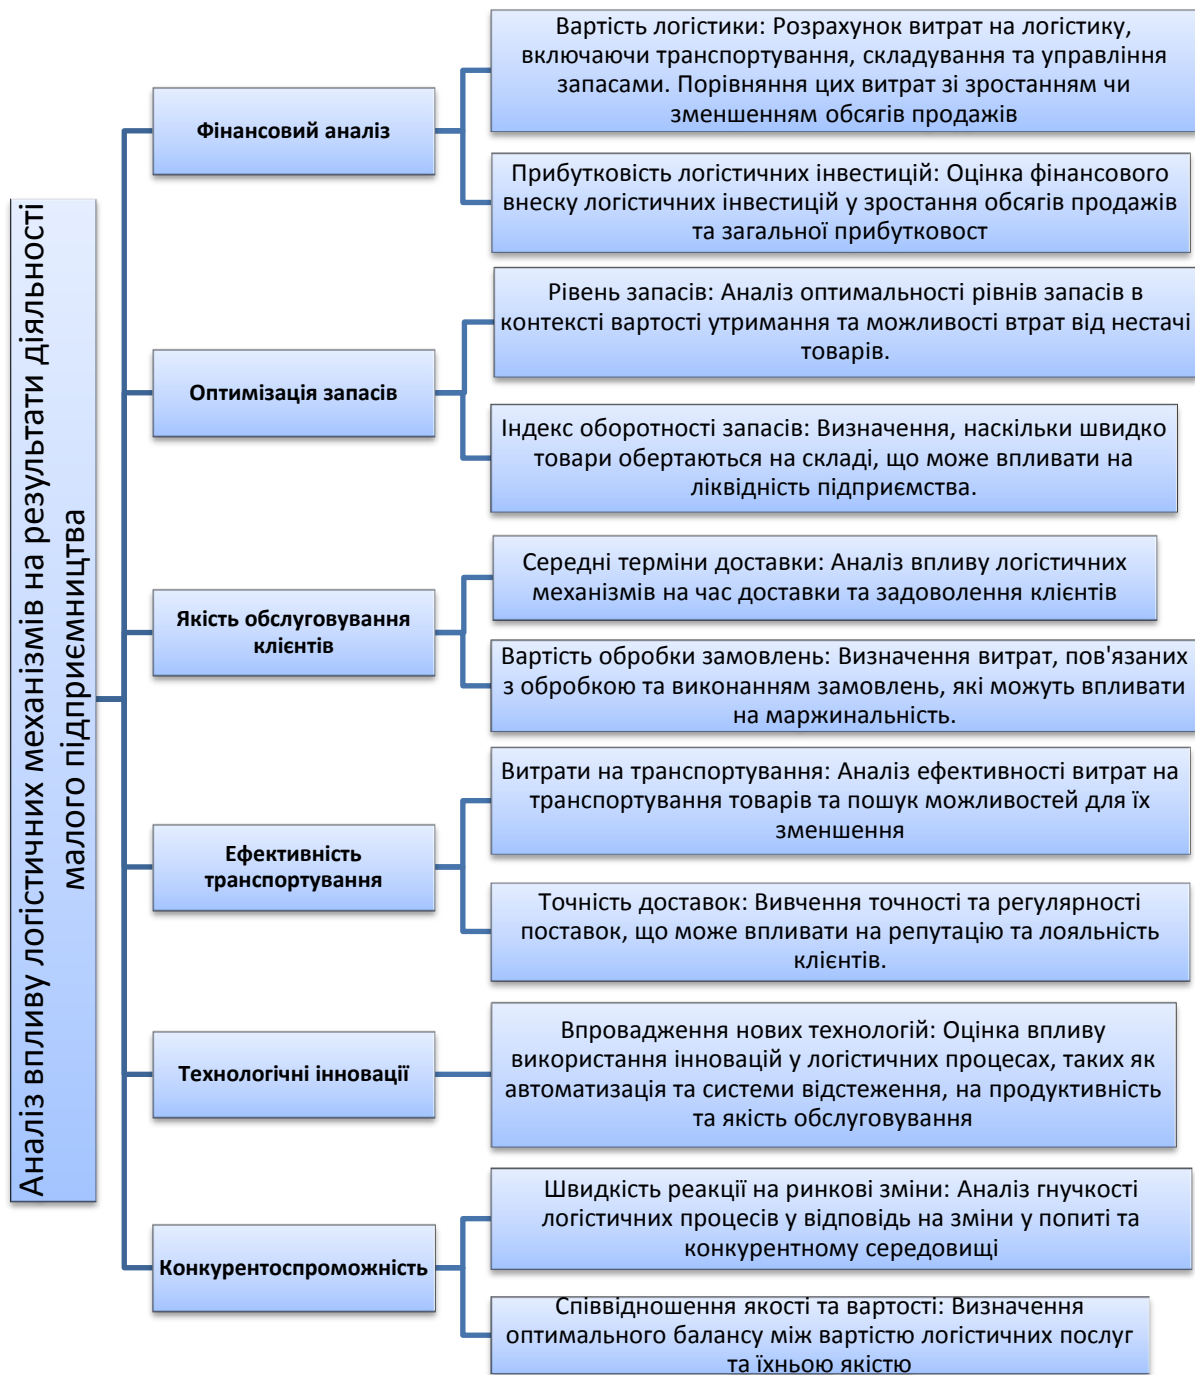 Аналіз впливу логістичних механізмів на результати діяльності
малого підприємництва
Фінансовий аналіз
Вартість логістики: Розрахунок витрат на логістику,
включаючи транспортування, складування та управління
запасами. Порівняння цих витрат зі зростанням чи
зменшенням обсягів продажів
Прибутковість логістичних інвестицій: Оцінка фінансового
внеску логістичних інвестицій у зростання обсягів продажів
та загальної прибутковост
Оптимізація запасів
Рівень запасів: Аналіз оптимальності рівнів запасів в
контексті вартості утримання та можливості втрат від нестачі
товарів.
Індекс оборотності запасів: Визначення, наскільки швидко
товари обертаються на складі, що може впливати на
ліквідність підприємства.
Якість обслуговування
клієнтів
Середні терміни доставки: Аналіз впливу логістичних
механізмів на час доставки та задоволення клієнтів
Вартість обробки замовлень: Визначення витрат, пов'язаних
з обробкою та виконанням замовлень, які можуть впливати
на маржинальність.
Ефективність
транспортування
Витрати на транспортування: Аналіз ефективності витрат на
транспортування товарів та пошук можливостей для їх
зменшення
Точність доставок: Вивчення точності та регулярності
поставок, що може впливати на репутацію та лояльність
клієнтів.
Технологічні інновації
Впровадження нових технологій: Оцінка впливу
використання інновацій у логістичних процесах, таких як
автоматизація та системи відстеження, на продуктивність
та якість обслуговування
Конкурентоспроможність
Швидкість реакції на ринкові зміни: Аналіз гнучкості
логістичних процесів у відповідь на зміни у попиті та
конкурентному середовищі
Співвідношення якості та вартості: Визначення
оптимального балансу між вартістю логістичних послуг
та їхньою якістю